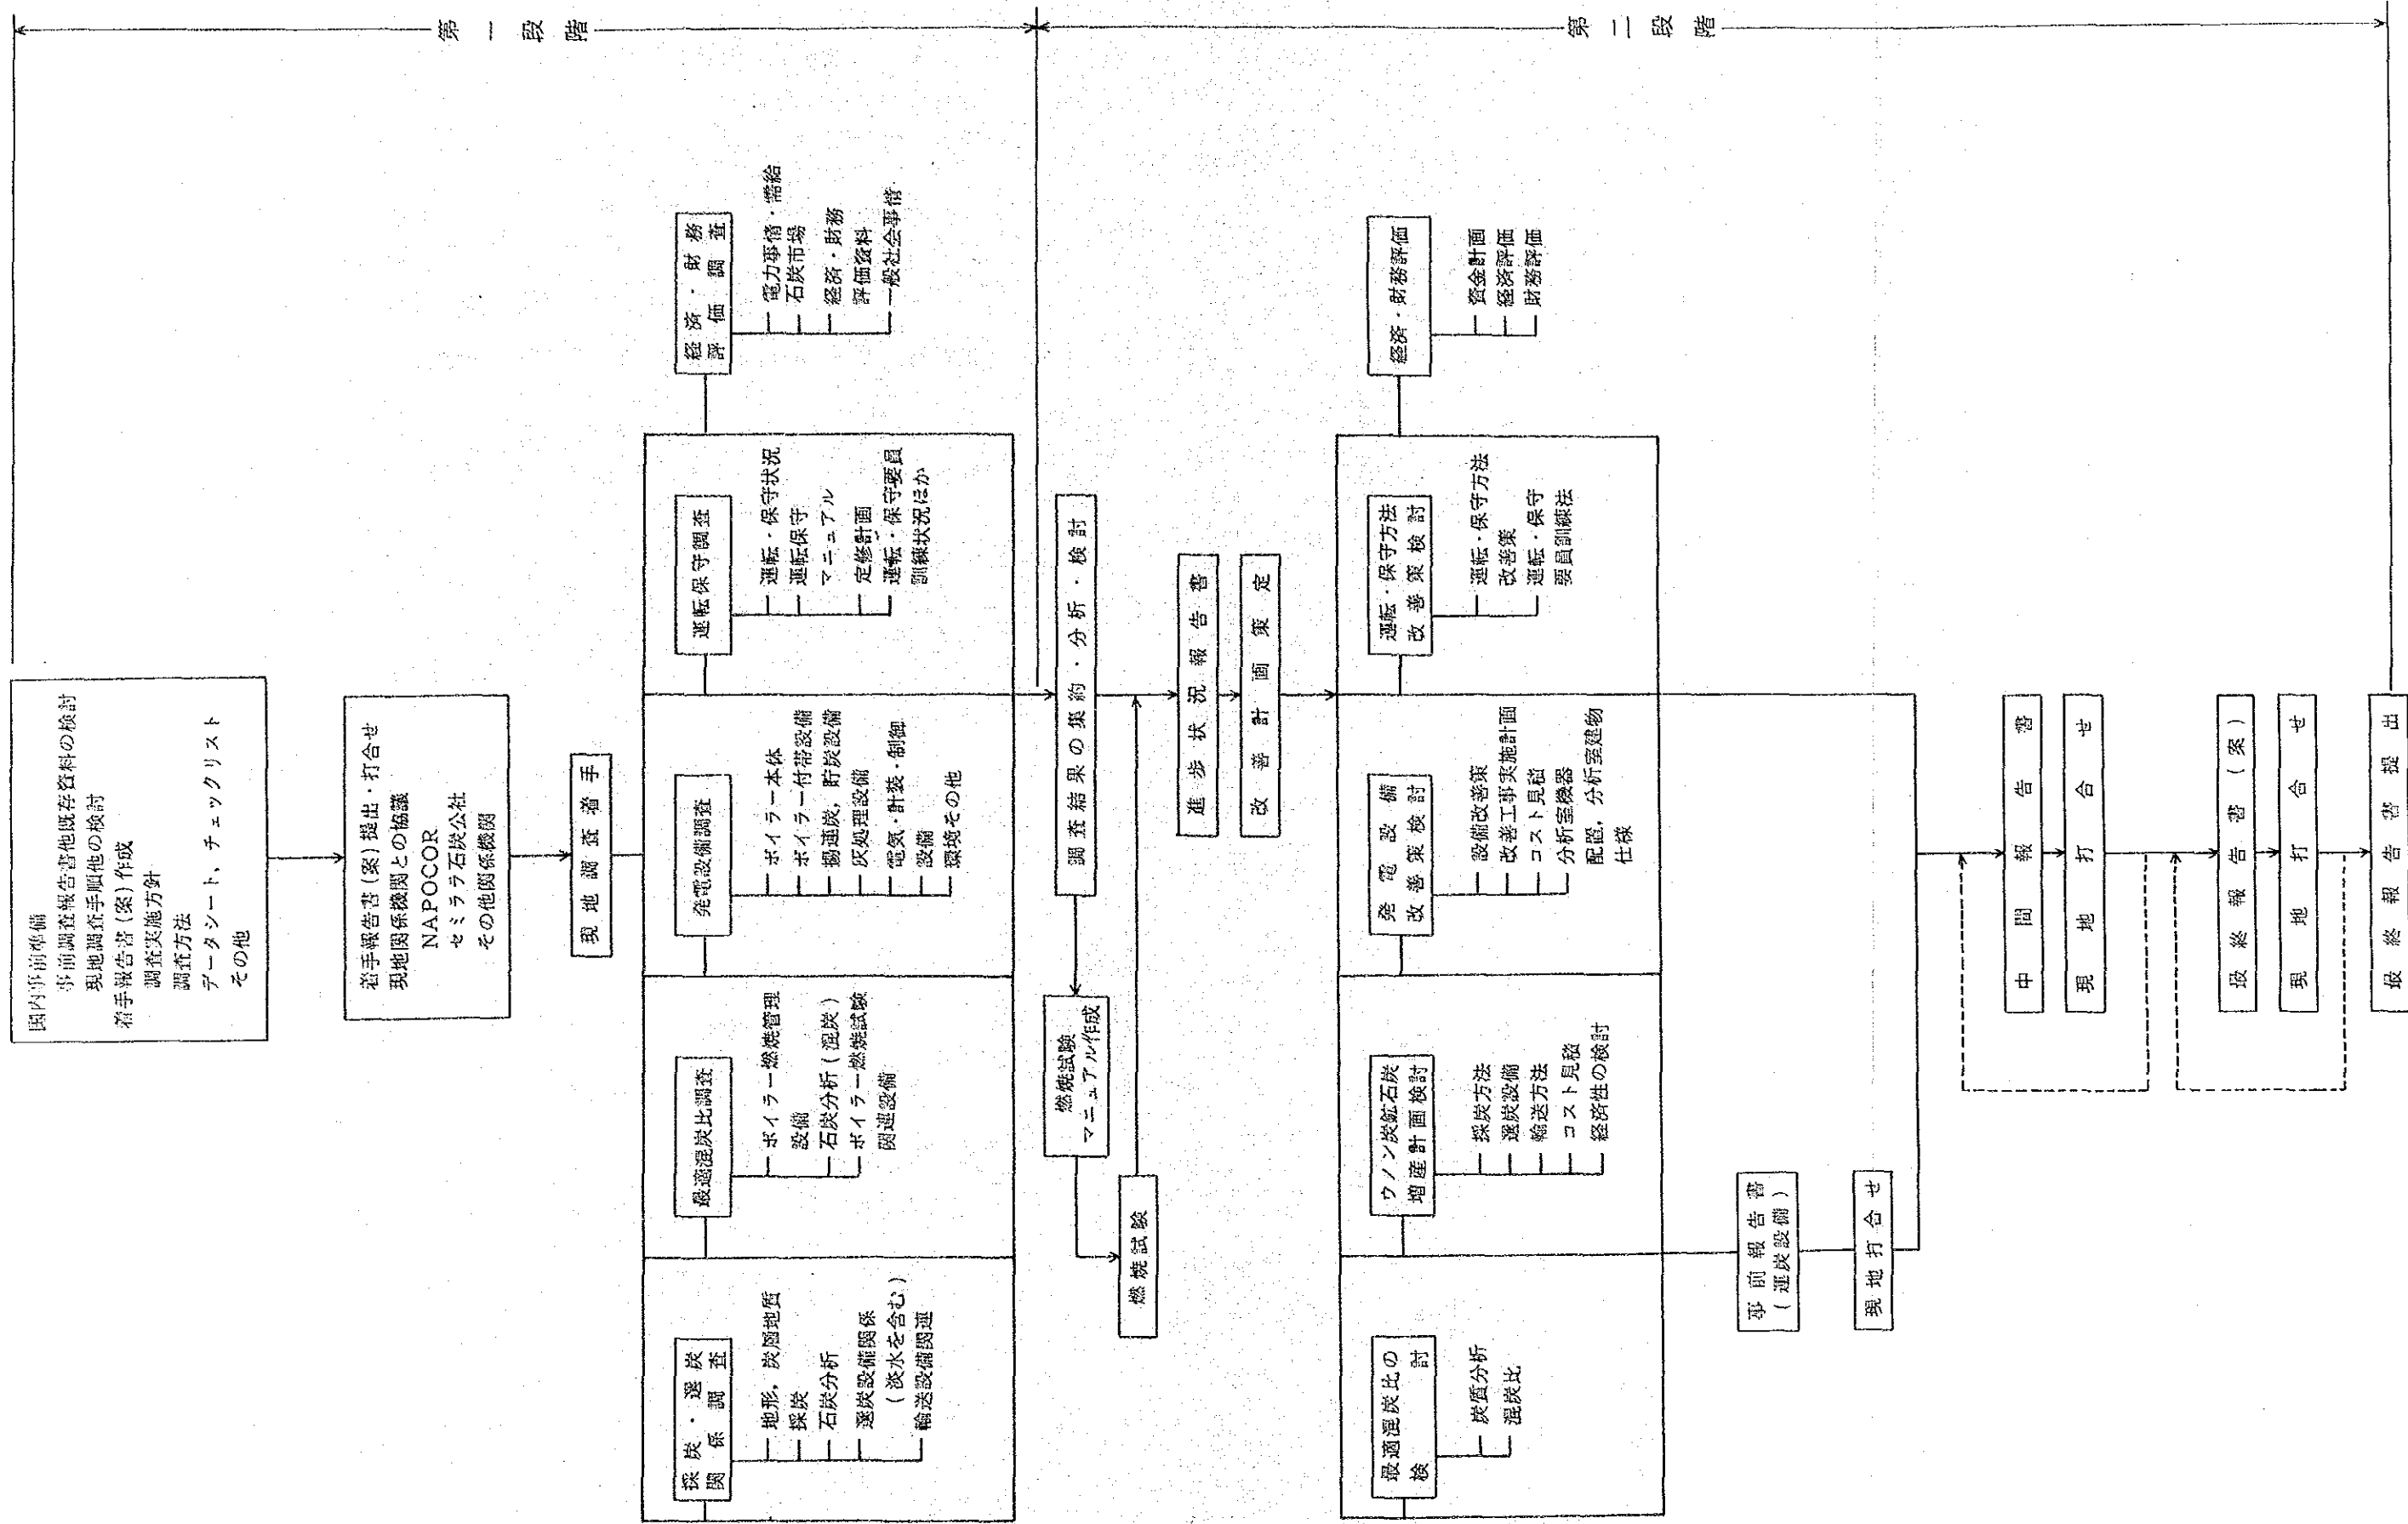 第一段階
国内事前準備
事前調査報告書他既存資料の検討
現地調査手順他の検討
着手報告書(案)作成
調査実施方針
調査方法
データシート、チェックリスト
その他
着手報告書(案)提出・打合せ
現地関係機関との協議
NAPOCOR
セミララ石炭公社
その他関係機関
現地調査着手
採炭・選炭
関係調査
地形,炭層地質
採炭
石炭分析
選炭設備関係
(淡水を含む)
輸送設備関連
最適混炭比調査
ボイラー燃焼管理
設備
石炭分析(混炭)
ボイラー燃焼試験
関連設備
発電設備調査
ボイラー本体
ボイラー付帯設備
揚運炭,貯炭設備
灰処理設備
電気・計装・制御
設備
環境その他
運転保守調査
運転・保守状況
運転保守
マニュアル
定修計画
運転・保守要員
訓練状況ほか
経済・財務
評価調査
電力事情・需給
石炭市場
経済・財務
評価資料
一般社会事情
第二段階
調査結果の集約・分析・検討
燃焼試験
マニュアル作成
燃焼試験
進歩状況報告書
改善計画策定
最適混炭比の
検討
炭質分析
混炭比
ウノン炭鉱石炭
増産計画検討
採炭方法
選炭設備
輸送方法
コスト見積
経済性の検討
発電設備
改善策検討
設備改善策
改善工事実施計画
コスト見積
分析室機器
配置,分析室建物
仕様
運転・保守方法
改善策検討
運転・保守方法
改善策
運転・保守
要員訓練法
経済・財務評価
資金計画
経済評価
財務評価
事前報告書
(運炭設備)
現地打合せ
中間報告書
現地打合せ
最終報告書(案)
現地打合せ
最終報告書提出